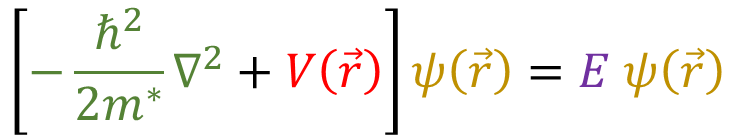 [−ℏ²/2m* ∇² + V(r⃗)] ψ(r⃗) = E ψ(r⃗)